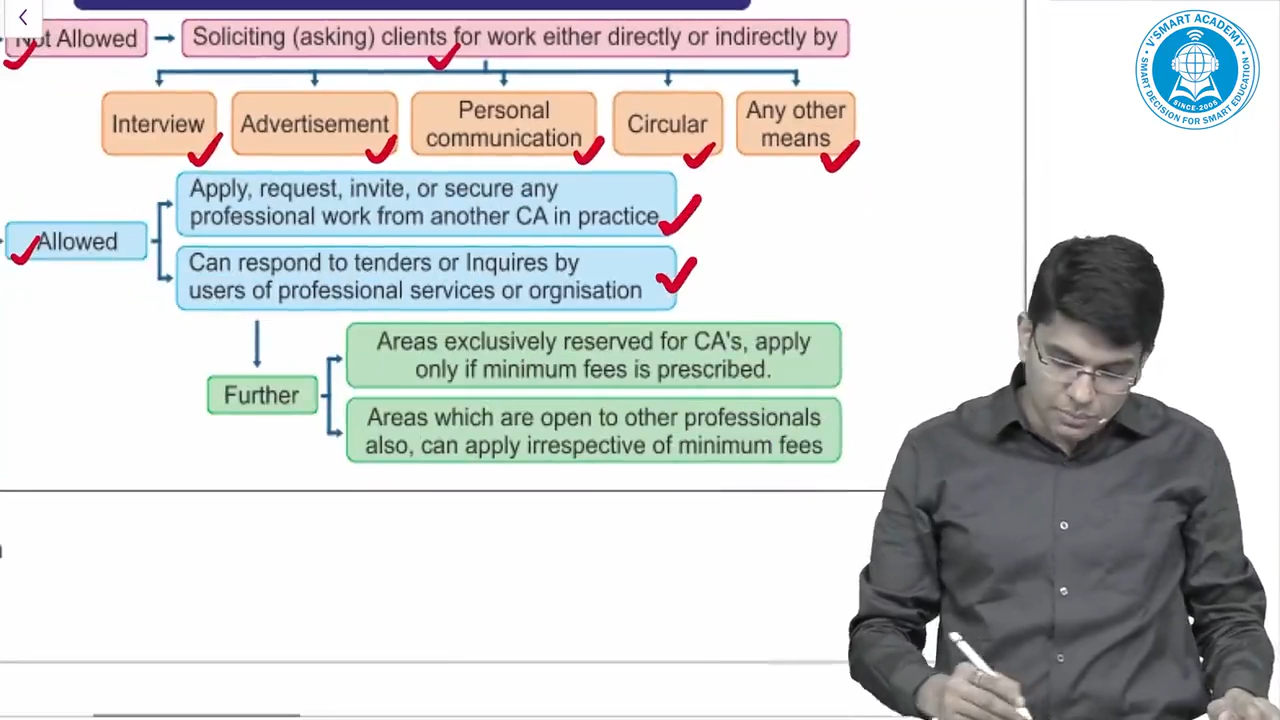 Not Allowed
Soliciting (asking) clients for work either directly or indirectly by
Interview
Advertisement
Personal
communication
Circular
Any other
means
Allowed
Apply, request, invite, or secure any
professional work from another CA in practice
Can respond to tenders or Inquires by
users of professional services or orgnisation
Further
Areas exclusively reserved for CA's, apply
only if minimum fees is prescribed.
Areas which are open to other professionals
also, can apply irrespective of minimum fees
V'SMART ACADEMY
SINCE-2005
SMART DECISION FOR SMART EDUCATION